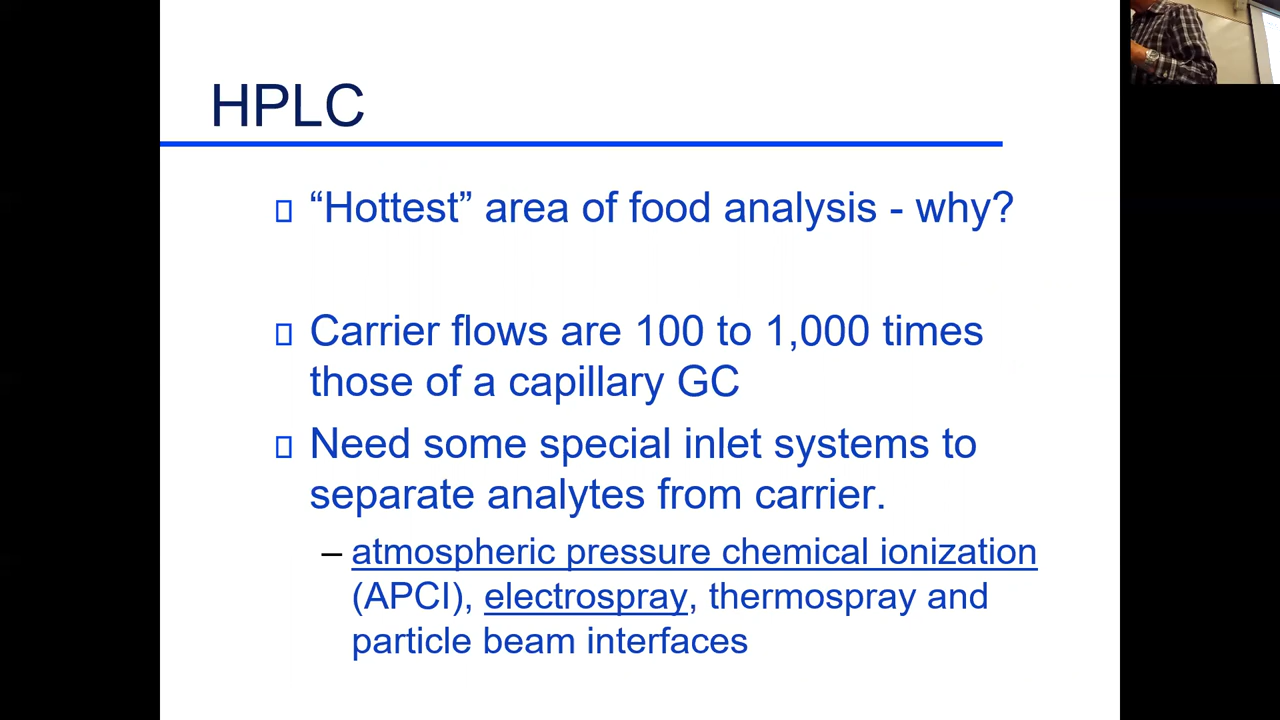 HPLC
“Hottest” area of food analysis - why?
Carrier flows are 100 to 1,000 times
those of a capillary GC
Need some special inlet systems to
separate analytes from carrier.
– atmospheric pressure chemical ionization
(APCI), electrospray, thermospray and
particle beam interfaces